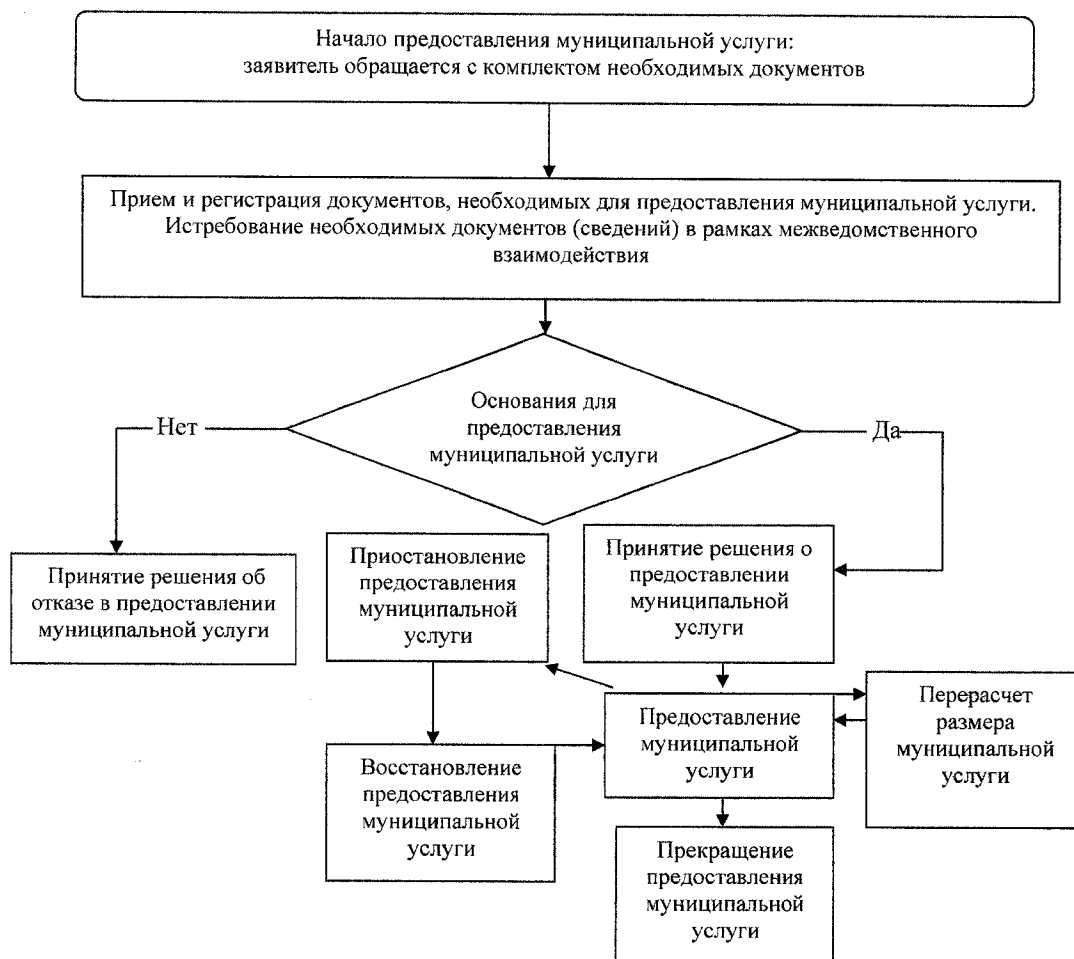 Начало предоставления муниципальной услуги:
заявитель обращается с комплектом необходимых документов
Прием и регистрация документов, необходимых для предоставления муниципальной услуги.
Истребование необходимых документов (сведений) в рамках межведомственного
взаимодействия
Основания для
предоставления
муниципальной услуги
Нет
Да
Принятие решения об
отказе в предоставлении
муниципальной услуги
Приостановление
предоставления
муниципальной
услуги
Принятие решения о
предоставлении
муниципальной
услуги
Предоставление
муниципальной
услуги
Перерасчет
размера
муниципальной
услуги
Восстановление
предоставления
муниципальной
услуги
Прекращение
предоставления
муниципальной
услуги